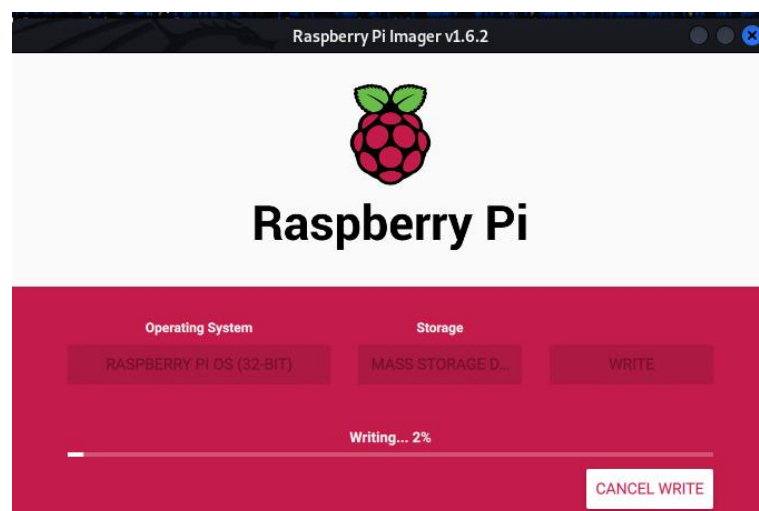 Raspberry Pi Imager v1.6.2
Raspberry Pi
Operating System Storage
RASPBERRY PI OS (32-BIT) MASS STORAGE D... WRITE
Writing... 2%
CANCEL WRITE